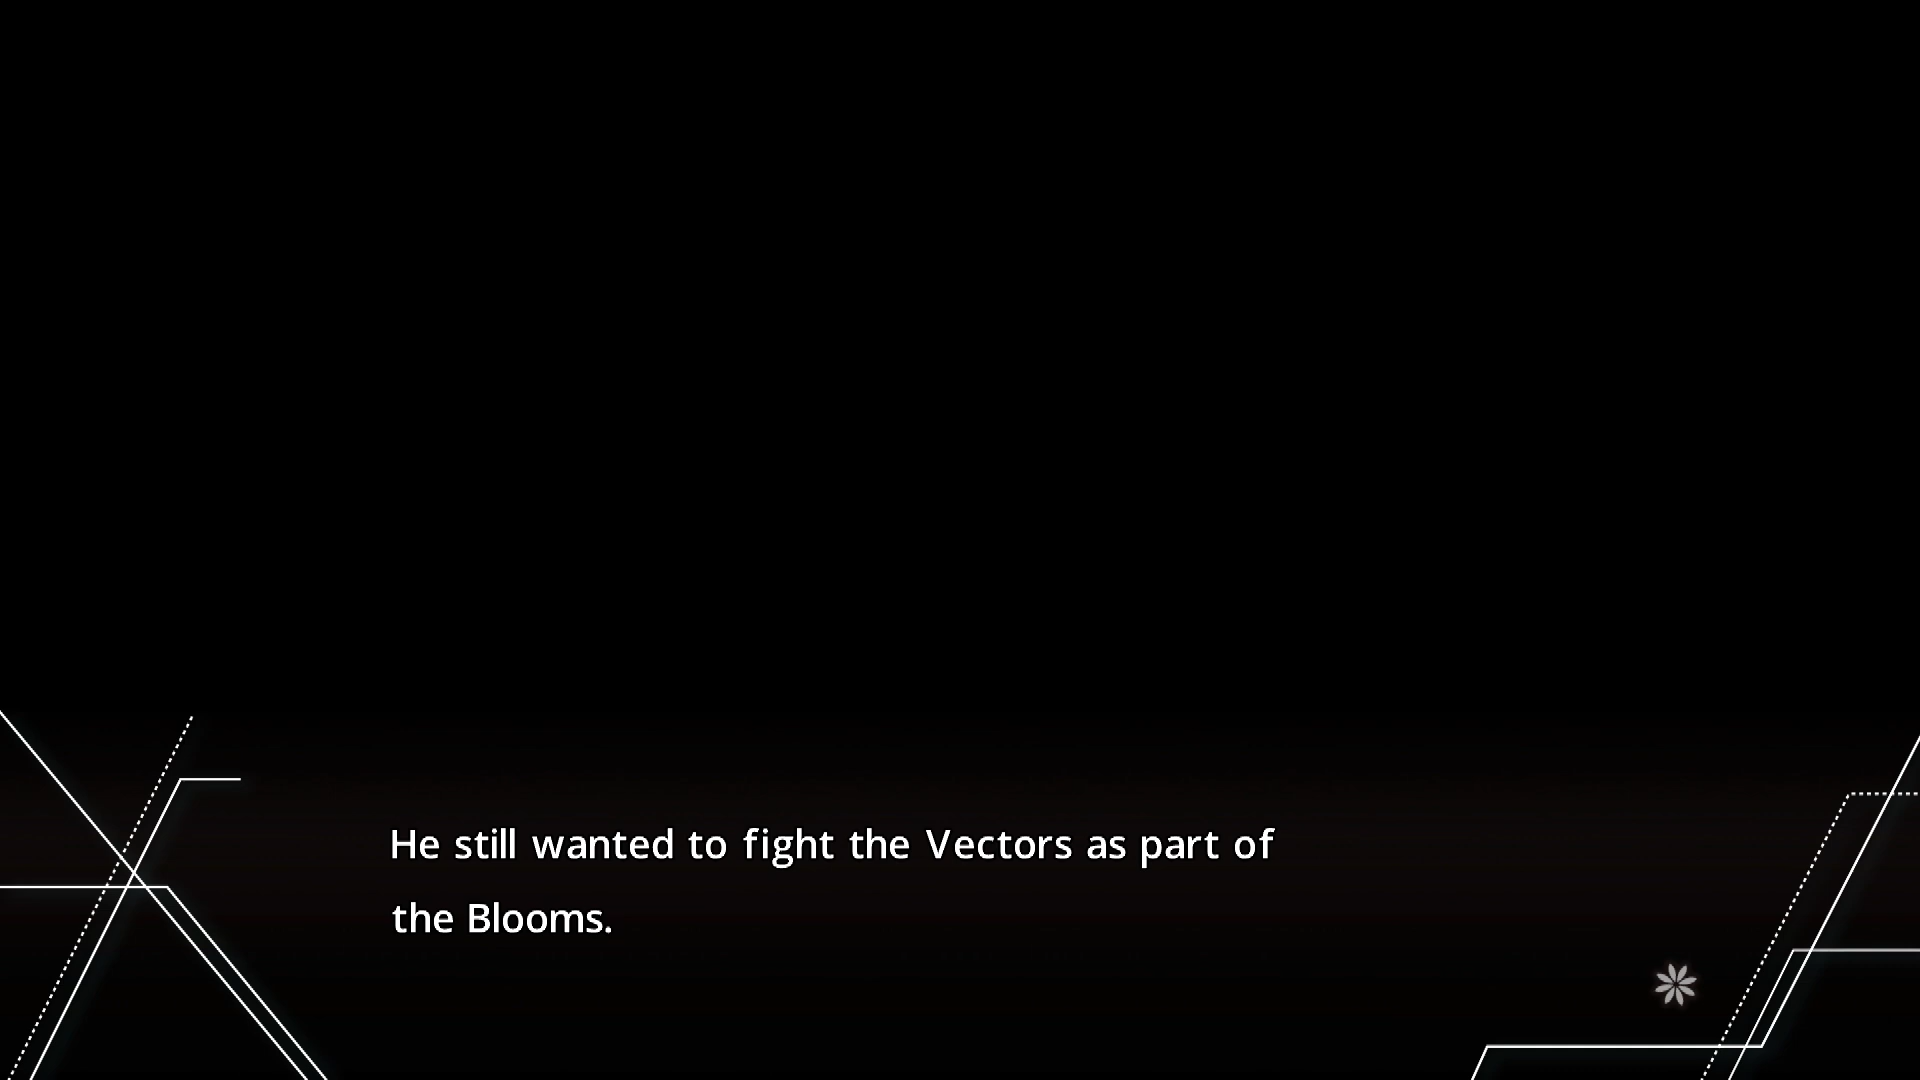 He still wanted to fight the Vectors as part of
the Blooms.